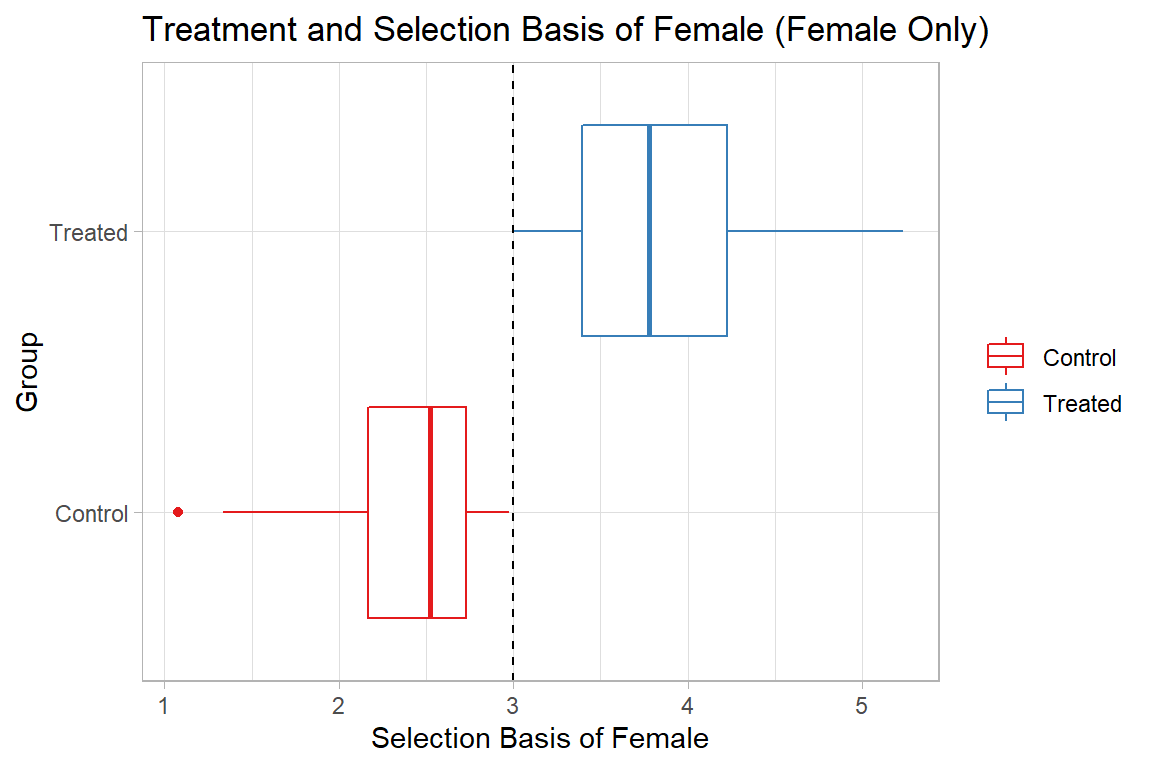 Treatment and Selection Basis of Female (Female Only)
Group
Treated
Control
1 2 3 4 5
Selection Basis of Female
Control
Treated